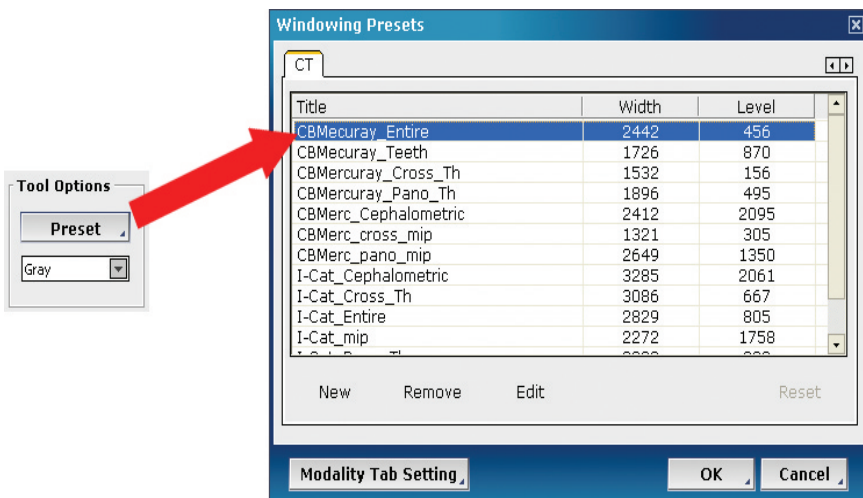 Windowing Presets
CT
Title Width Level
CBMecuray_Entire 2442 456
CBMecuray_Teeth 1726 870
CBMercuray_Cross_Th 1532 156
CBMercuray_Pano_Th 1896 495
CBMerc_Cephalometric 2412 2095
CBMerc_cross_mip 1321 305
CBMerc_pano_mip 2649 1350
I-Cat_Cephalometric 3285 2061
I-Cat_Cross_Th 3086 667
I-Cat_Entire 2829 805
I-Cat_mip 2272 1758
New Remove Edit Reset
Modality Tab Setting OK Cancel
Tool Options
Preset
Gray